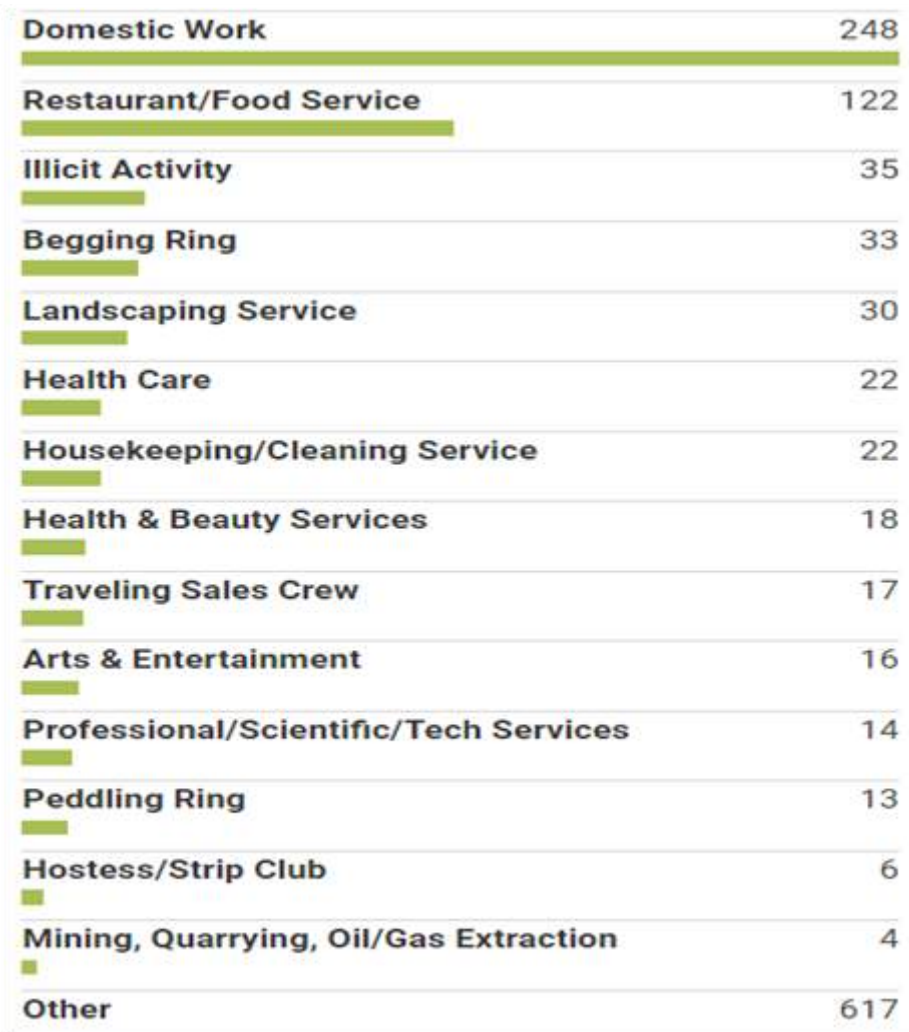 Domestic Work 248
Restaurant/Food Service 122
Illicit Activity 35
Begging Ring 33
Landscaping Service 30
Health Care 22
Housekeeping/Cleaning Service 22
Health & Beauty Services 18
Traveling Sales Crew 17
Arts & Entertainment 16
Professional/Scientific/Tech Services 14
Peddling Ring 13
Hostess/Strip Club 6
Mining, Quarrying, Oil/Gas Extraction 4
Other 617